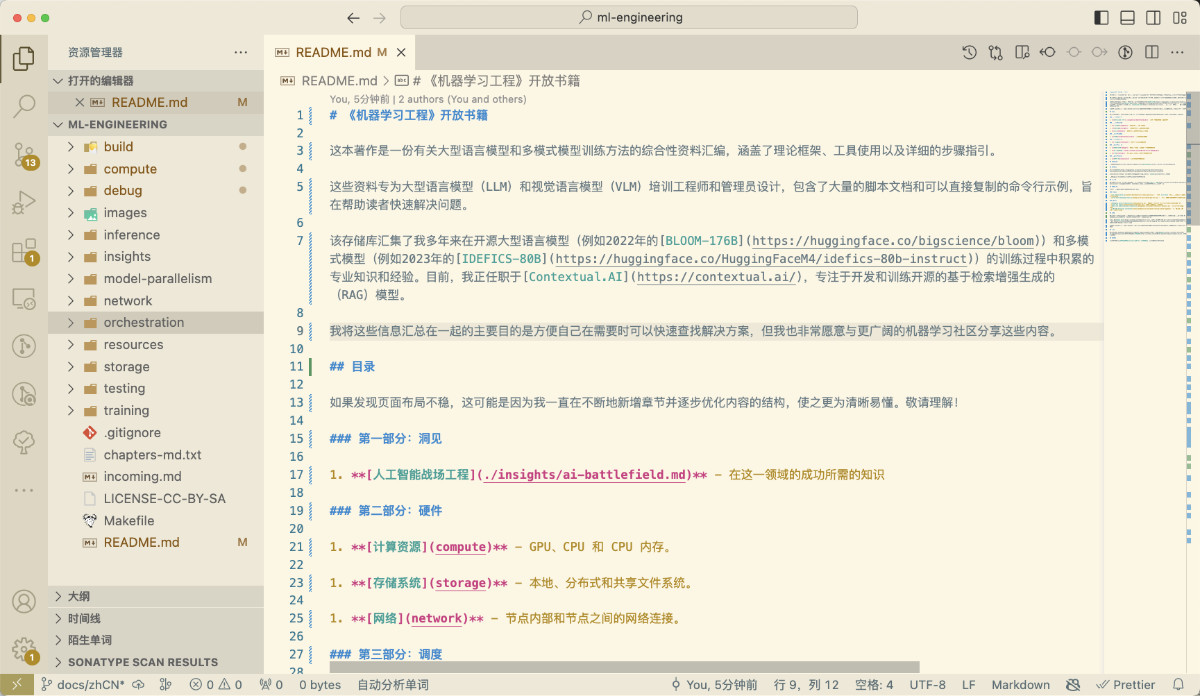 ml-engineering
资源管理器
打开的编辑器
README.md M
ML-ENGINEERING
build
compute
debug
images
inference
insights
model-parallelism
network
orchestration
resources
storage
testing
training
.gitignore
chapters-md.txt
incoming.md
LICENSE-CC-BY-SA
Makefile
README.md M
大纲
时间线
陌生单词
SONATYPE SCAN RESULTS
13
1
1
README.md M
README.md > # 《机器学习工程》开放书籍
You, 5分钟前 | 2 authors (You and others)
1 # 《机器学习工程》开放书籍
2
3 这本著作是一份有关大型语言模型和多模式模型训练方法的综合性资料汇编，涵盖了理论框架、工具使用以及详细的步骤指引。
4
5 这些资料专为大型语言模型（LLM）和视觉语言模型（VLM）培训工程师和管理员设计，包含了大量的脚本文档和可以直接复制的命令行示例，旨
在帮助读者快速解决问题。
6
7 该存储库汇集了我多年来在开源大型语言模型（例如2022年的[BLOOM-176B](https://huggingface.co/bigscience/bloom)）和多模
式模型（例如2023年的[IDEFICS-80B](https://huggingface.co/HuggingFaceM4/idefics-80b-instruct)）的训练过程中积累的
专业知识和经验。目前，我正任职于[Contextual.AI](https://contextual.ai/)，专注于开发和训练开源的基于检索增强生成的
（RAG）模型。
8
9 我将这些信息汇总在一起的主要目的是方便自己在需要时可以快速查找解决方案，但我也非常愿意与更广阔的机器学习社区分享这些内容。
10
11 ## 目录
12
13 如果发现页面布局不稳，这可能是因为我一直在不断地新增章节并逐步优化内容的结构，使之更为清晰易懂。敬请理解！
14
15 ### 第一部分：洞见
16
17 1. **[人工智能战场工程](./insights/ai-battlefield.md)** - 在这一领域的成功所需的知识
18
19 ### 第二部分：硬件
20
21 1. **[计算资源](compute)** - GPU、CPU 和 CPU 内存。
22
23 1. **[存储系统](storage)** - 本地、分布式和共享文件系统。
24
25 1. **[网络](network)** - 节点内部和节点之间的网络连接。
26
27 ### 第三部分：调度
28
docs/zhCN* 0 0 0 0 bytes 自动分析单词 You, 5分钟前 行 9，列 12 空格: 4 UTF-8 LF Markdown Prettier